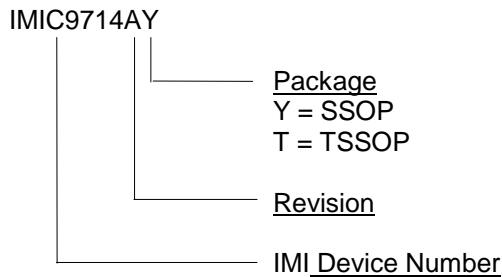 IMIC9714AY
Package
Y = SSOP
T = TSSOP
Revision
IMI Device Number